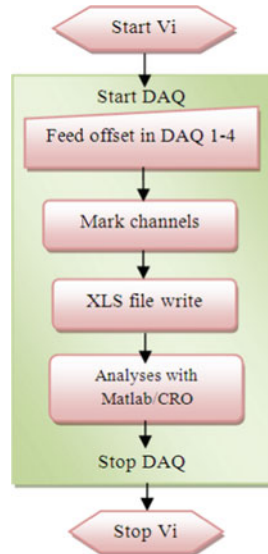 Start Vi
Start DAQ
Feed offset in DAQ 1-4
Mark channels
XLS file write
Analyses with
Matlab/CRO
Stop DAQ
Stop Vi